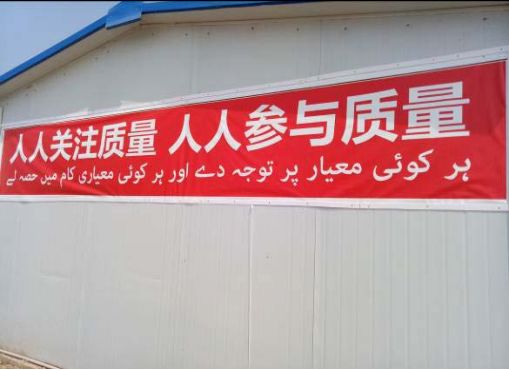 人人关注质量 人人参与质量
ہر کوئی معیار پر توجہ دے اور ہر کوئی معیاری کام میں حصہ لے